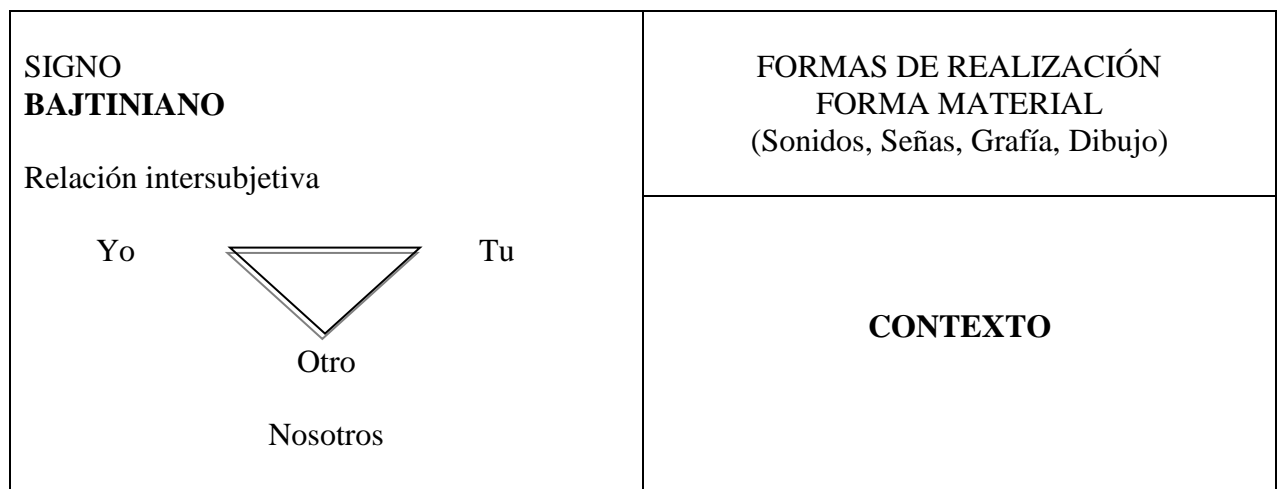 SIGNO
BAJTINIANO
Relación intersubjetiva
Yo Tu
Otro
Nosotros
FORMAS DE REALIZACIÓN
FORMA MATERIAL
(Sonidos, Señas, Grafía, Dibujo)
CONTEXTO